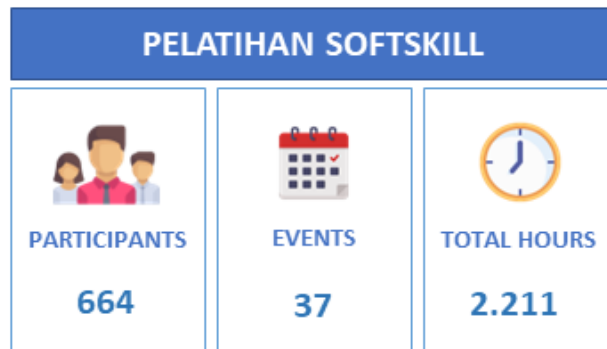 PELATIHAN SOFTSKILL
PARTICIPANTS
664
EVENTS
37
TOTAL HOURS
2.211